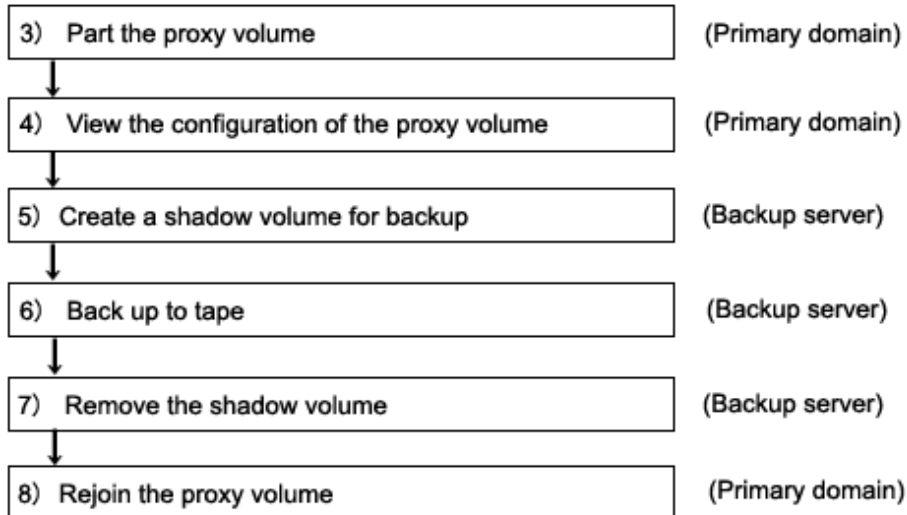 3) Part the proxy volume (Primary domain)
4) View the configuration of the proxy volume (Primary domain)
5) Create a shadow volume for backup (Backup server)
6) Back up to tape (Backup server)
7) Remove the shadow volume (Backup server)
8) Rejoin the proxy volume (Primary domain)